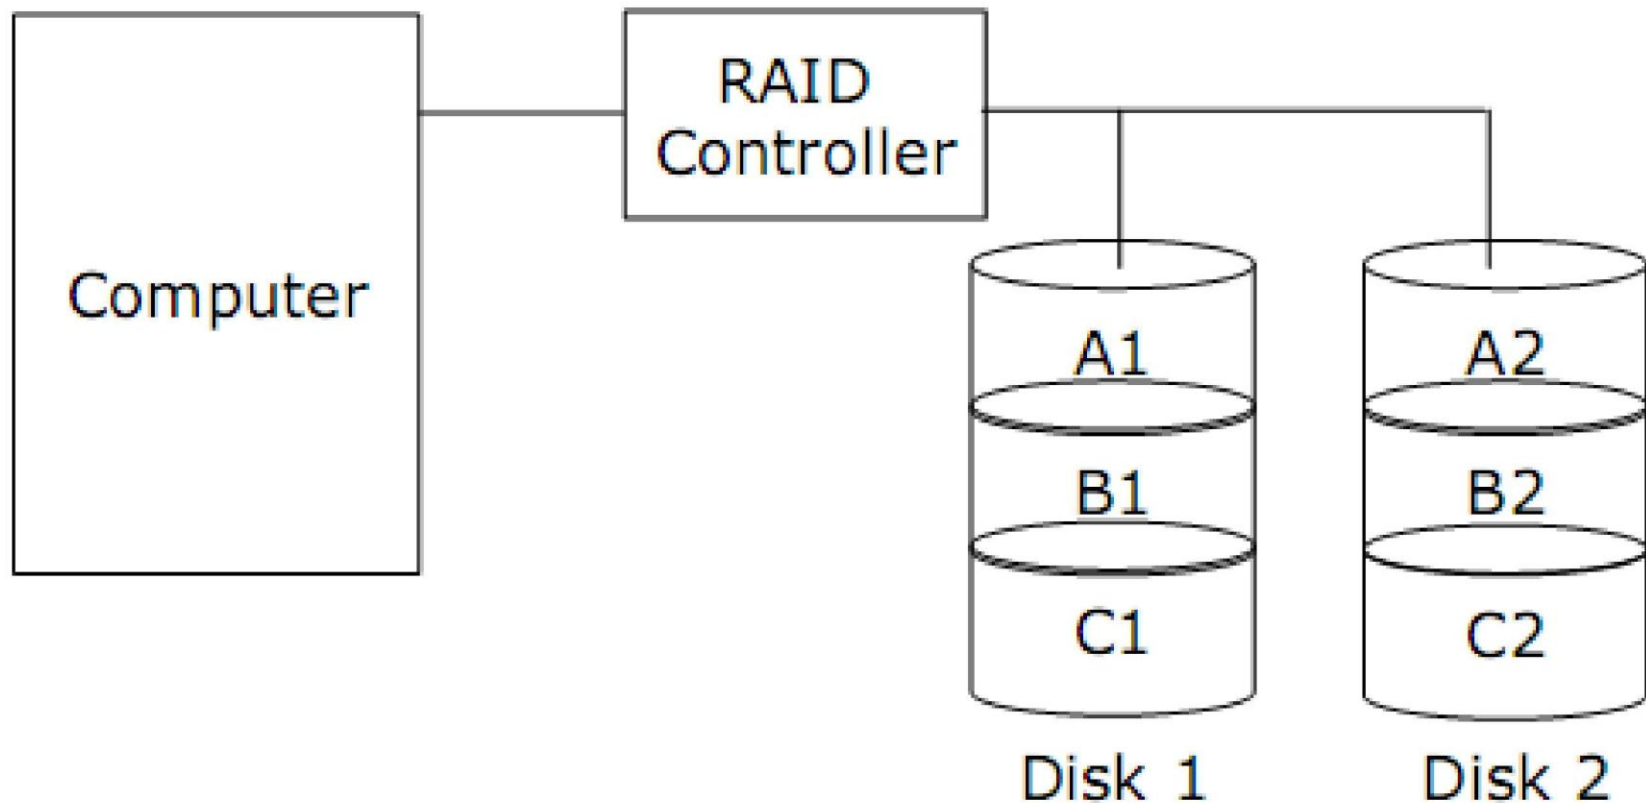 RAID
Controller
Computer
A1
A2
B1
B2
C1
C2
Disk 1
Disk 2